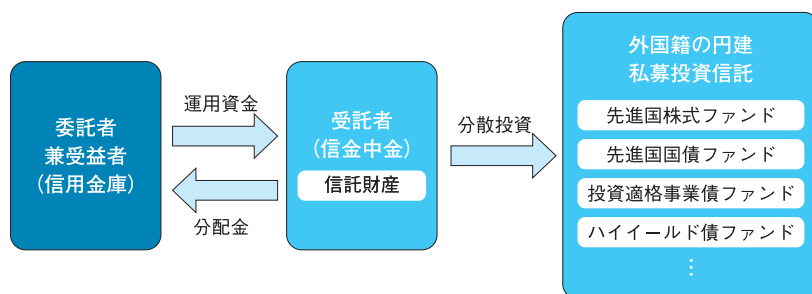 委託者
兼受益者
(信用金庫)
運用資金
分配金
受託者
(信金中金)
信託財産
分散投資
外国籍の円建
私募投資信託
先進国株式ファンド
先進国国債ファンド
投資適格事業債ファンド
ハイイールド債ファンド
⋮